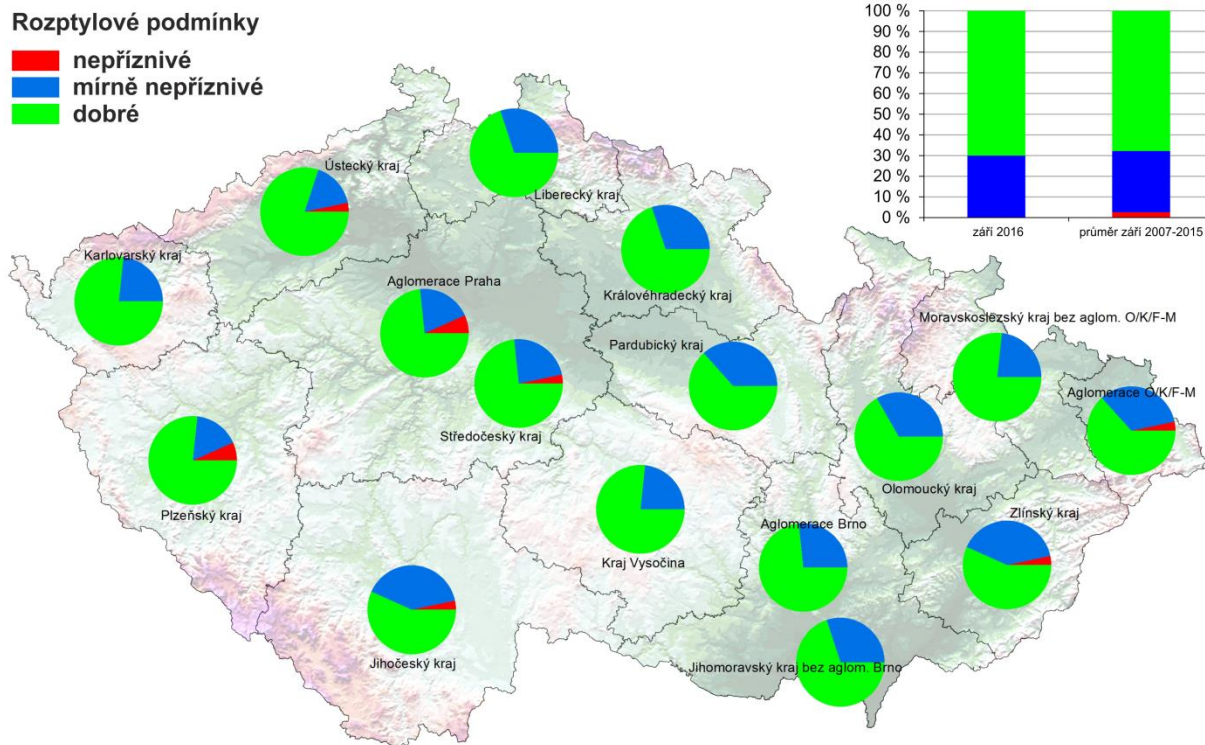 Rozptylové podmínky
nepříznivé
mírně nepříznivé
dobré
100 %
90 %
80 %
70 %
60 %
50 %
40 %
30 %
20 %
10 %
0 %
září 2016
průměr září 2007-2015
Ústecký kraj
Liberecký kraj
Karlovarský kraj
Aglomerace Praha
Královéhradecký kraj
Moravskoslezský kraj bez aglom. O/K/F-M
Pardubický kraj
Aglomerace O/K/F-M
Středočeský kraj
Olomoucký kraj
Plzeňský kraj
Zlínský kraj
Aglomerace Brno
Kraj Vysočina
Jihočeský kraj
Jihomoravský kraj bez aglom. Brno